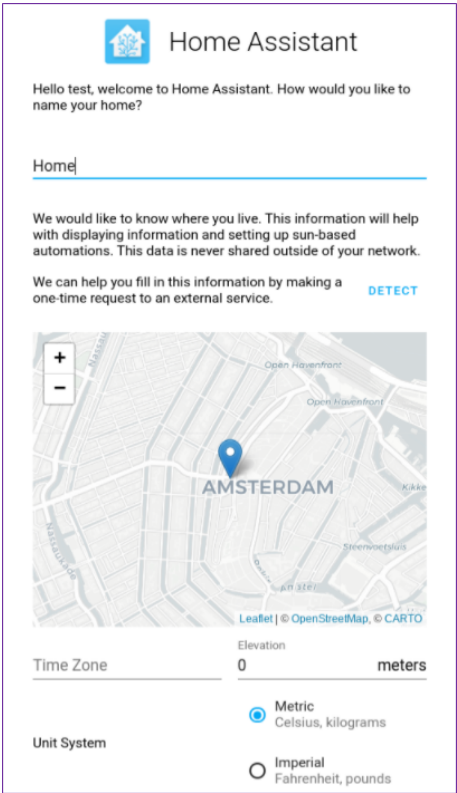 Home Assistant
Hello test, welcome to Home Assistant. How would you like to
name your home?
Home
We would like to know where you live. This information will help
with displaying information and setting up sun-based
automations. This data is never shared outside of your network.
We can help you fill in this information by making a
one-time request to an external service.
DETECT
+
−
Open Havenfront
Open Havenfront
AMSTERDAM
Kikke
Steenvoetsluis
Nassaukade
Leaflet | © OpenStreetMap, © CARTO
Time Zone
Elevation
0 meters
Unit System
Metric
Celsius, kilograms
Imperial
Fahrenheit, pounds